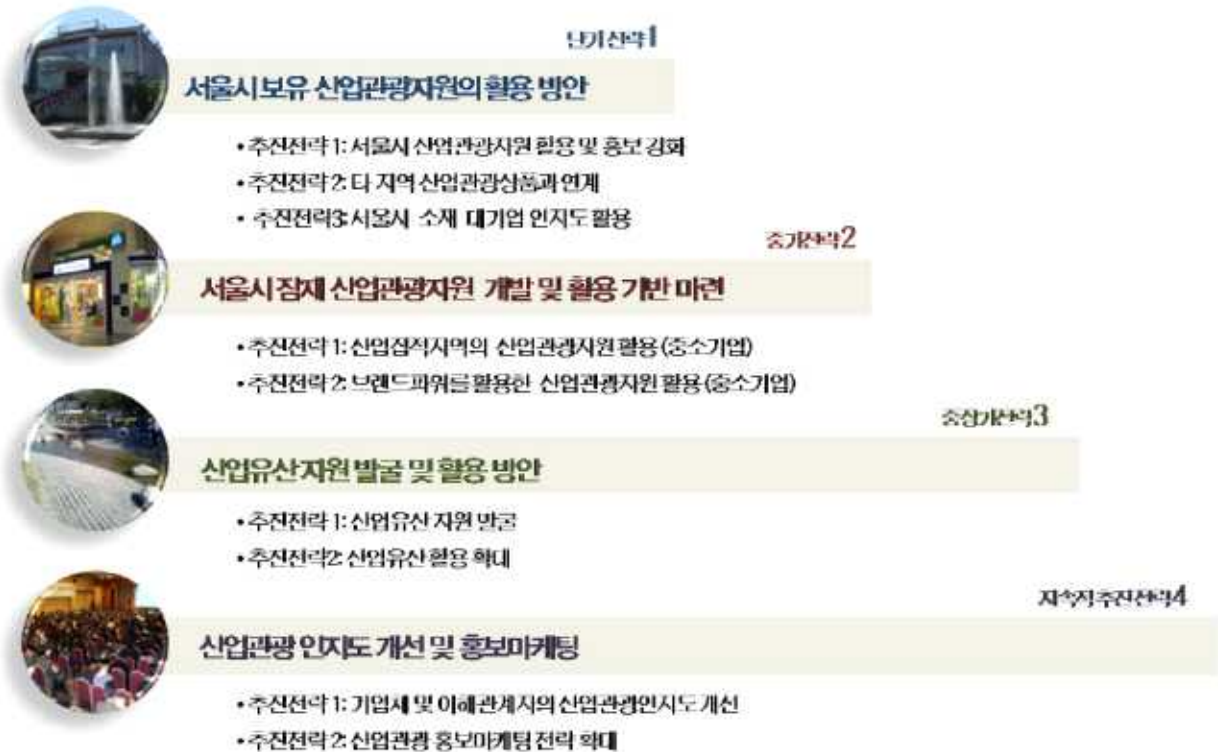 단기전략1
서울시 보유 산업관광자원의 활용 방안
• 추진전략 1: 서울시 산업관광자원 활용 및 홍보 강화
• 추진전략 2: 타 지역 산업관광상품과 연계
• 추진전략3: 서울시 소재 대기업 인지도 활용
중기전략2
서울시 잠재 산업관광자원 개발 및 활용 기반 마련
• 추진전략 1: 산업집적지역의 산업관광자원 활용 (중소기업)
• 추진전략 2: 브랜드파워를 활용한 산업관광자원 활용 (중소기업)
중장기전략3
산업유산 자원 발굴 및 활용 방안
• 추진전략 1: 산업유산 자원 발굴
• 추진전략2: 산업유산 활용 확대
지속적 추진전략4
산업관광 인지도 개선 및 홍보마케팅
• 추진전략 1: 기업체 및 이해관계자의 산업관광인지도 개선
• 추진전략 2: 산업관광 홍보마케팅 전략 확대